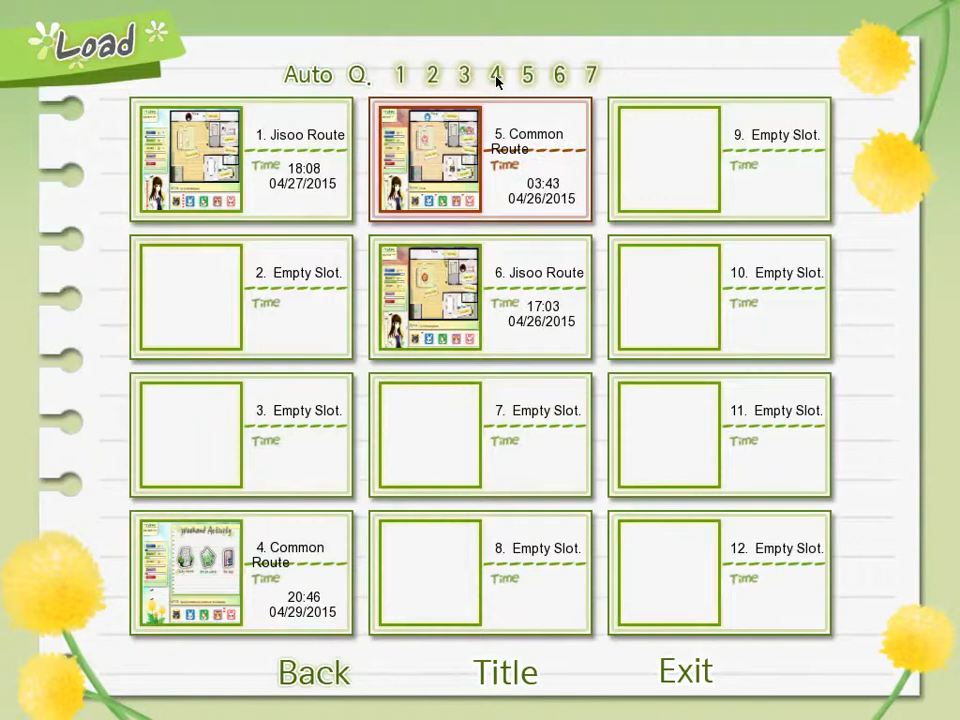 Load
Auto Q. 1 2 3 4 5 6 7
1. Jisoo Route
Time
18:08
04/27/2015
5. Common
Route
Time
03:43
04/26/2015
9. Empty Slot.
Time
2. Empty Slot.
Time
6. Jisoo Route
Time
17:03
04/26/2015
10. Empty Slot.
Time
3. Empty Slot.
Time
7. Empty Slot.
Time
11. Empty Slot.
Time
Weekend Activity
4. Common
Route
Time
20:46
04/29/2015
8. Empty Slot.
Time
12. Empty Slot.
Time
Back
Title
Exit